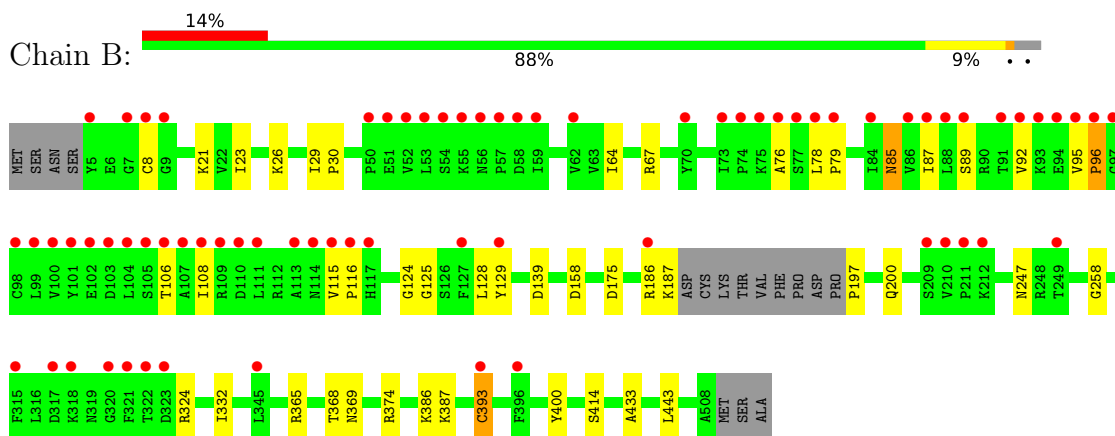 14%
Chain B:
88% 9% • •
MET SER ASN SER Y5 E6 G7 C8 G9 K21 V22 I23 K26 I29 P30 P50 E51 V52 L53 S54 K55 N56 P57 D58 I59 V62 V63 I64 R67 Y70 I73 P74 K75 A76 S77 L78 P79 I84 N85 V86 I87 L88 S89 R90 T91 V92 K93 E94 V95 P96 G97
C98 L99 V100 Y101 E102 D103 L104 S105 T106 A107 I108 R109 D110 L111 R112 A113 N114 V115 P116 H117 G124 G125 S126 F127 L128 Y129 D139 D158 D175 R186 K187 ASP CYS LYS THR VAL PHE PRO ASP PRO P197 Q200 S209 V210 P211 K212 N247 R248 T249 G258
F315 L316 D317 K318 N319 G320 F321 T322 D323 R324 I332 L345 R365 T368 N369 R374 K386 K387 C393 F396 Y400 S414 A433 L443 A508 MET SER ALA